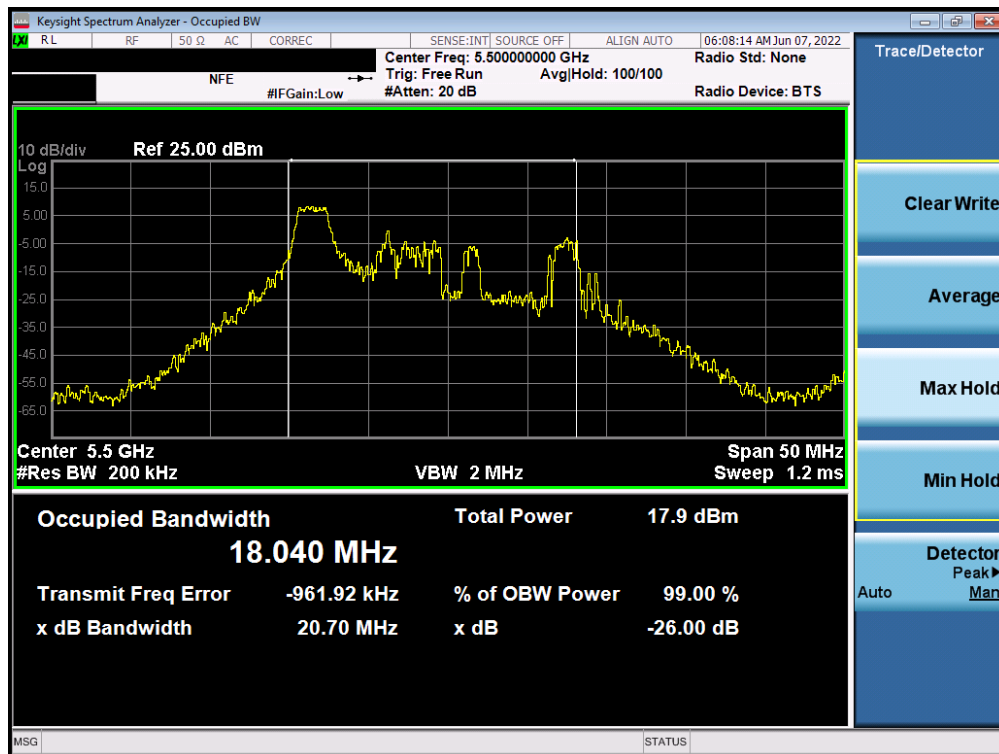 Keysight Spectrum Analyzer - Occupied BW
LXI RL RF 50 Ω AC CORREC SENSE:INT SOURCE OFF ALIGN AUTO 06:08:14 AM Jun 07, 2022
Center Freq: 5.500000000 GHz Radio Std: None
NFE Trig: Free Run Avg|Hold: 100/100
#IFGain:Low #Atten: 20 dB Radio Device: BTS
Trace/Detector
10 dB/div Ref 25.00 dBm
Log
15.0
5.00
-5.00
-15.0
-25.0
-35.0
-45.0
-55.0
-65.0
Center 5.5 GHz Span 50 MHz
#Res BW 200 kHz VBW 2 MHz Sweep 1.2 ms
Occupied Bandwidth Total Power 17.9 dBm
18.040 MHz
Transmit Freq Error -961.92 kHz % of OBW Power 99.00 %
x dB Bandwidth 20.70 MHz x dB -26.00 dB
Clear Write
Average
Max Hold
Min Hold
Detector
Peak▶
Auto Man
MSG STATUS